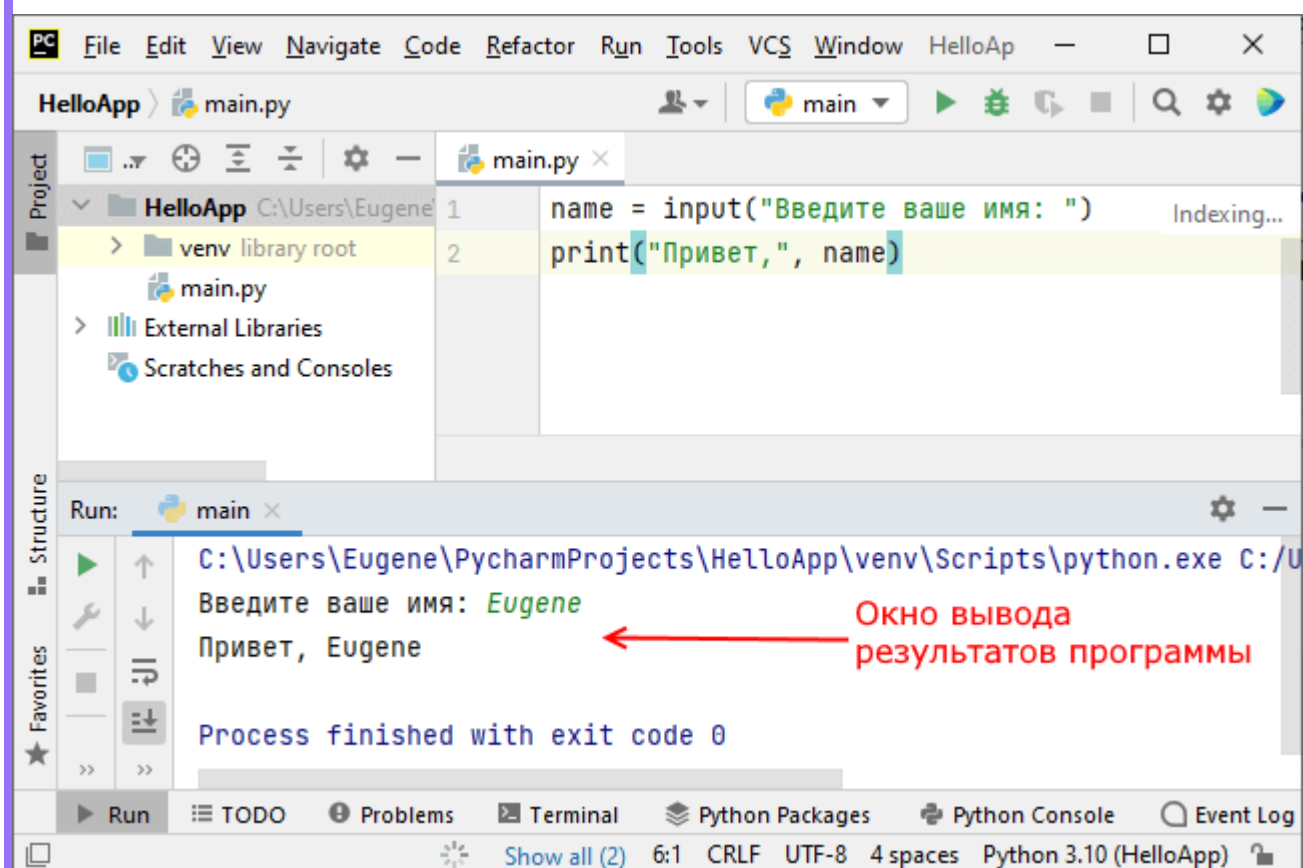 PC File Edit View Navigate Code Refactor Run Tools VCS Window HelloAp
HelloApp main.py main
Project
..
main.py
HelloApp C:\Users\Eugene\
venv library root
main.py
External Libraries
Scratches and Consoles
1 name = input("Введите ваше имя: ")
Indexing...
2 print("Привет,", name)
Structure
Favorites
Run: main
C:\Users\Eugene\PycharmProjects\HelloApp\venv\Scripts\python.exe C:/U
Введите ваше имя: Eugene
Привет, Eugene
Окно вывода
результатов программы
Process finished with exit code 0
Run TODO Problems Terminal Python Packages Python Console Event Log
Show all (2) 6:1 CRLF UTF-8 4 spaces Python 3.10 (HelloApp)